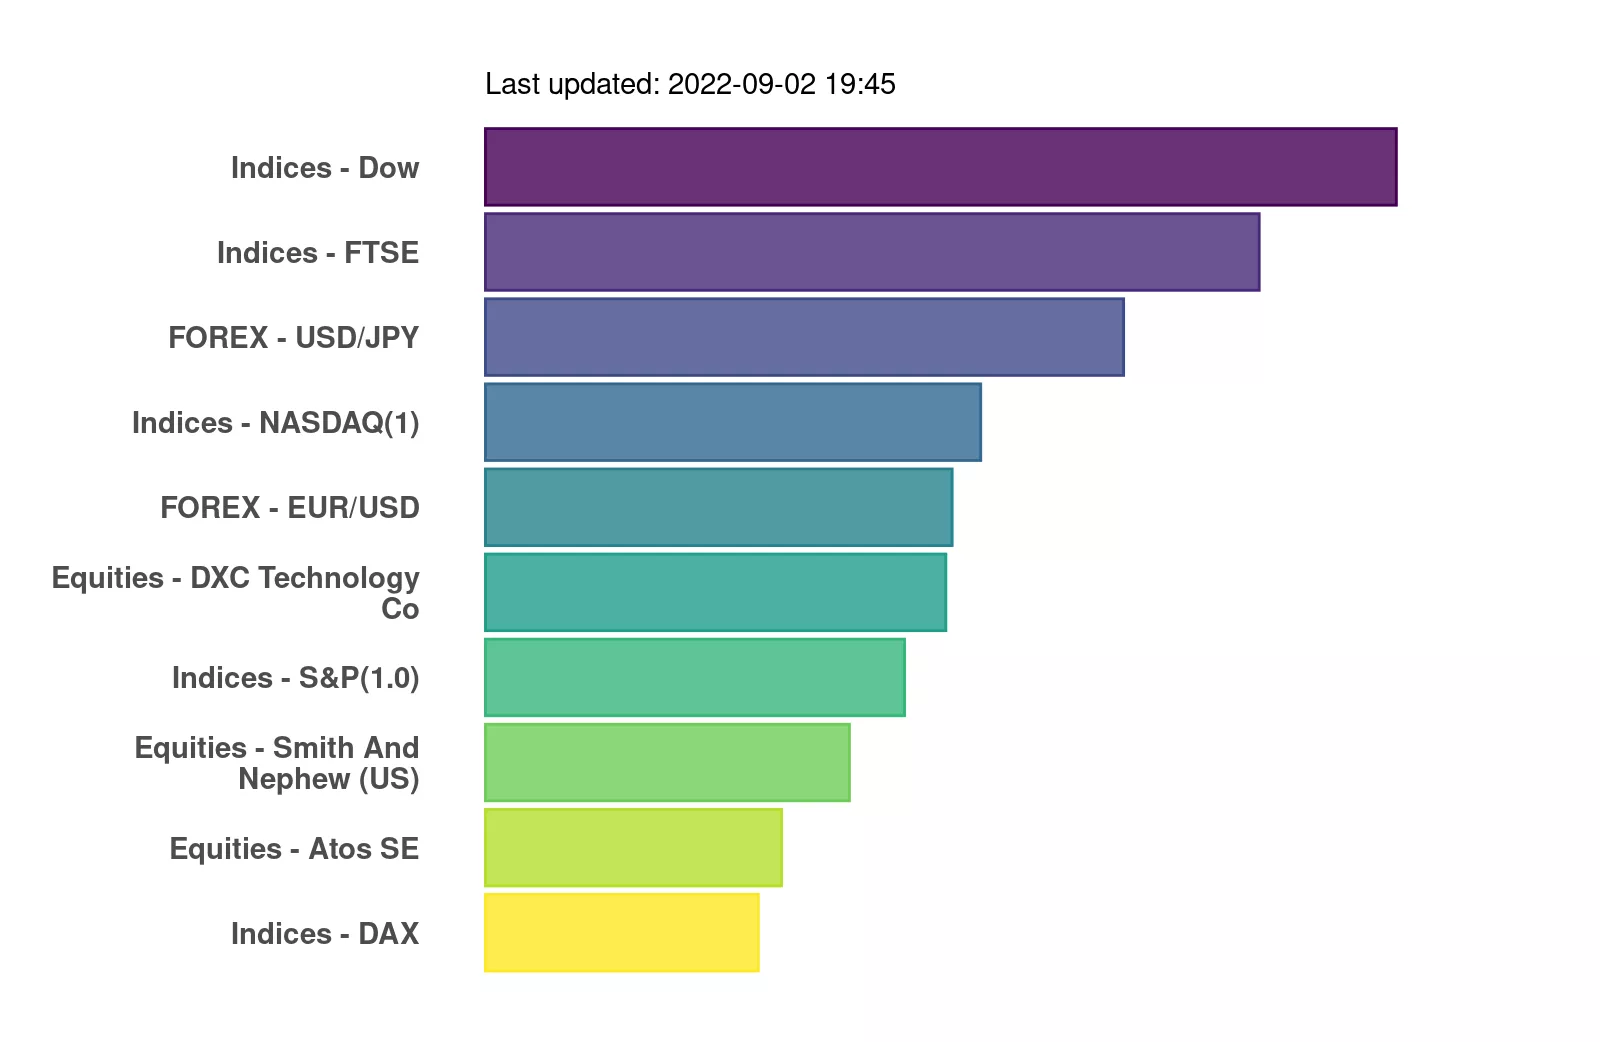 Last updated: 2022-09-02 19:45
Indices - Dow
Indices - FTSE
FOREX - USD/JPY
Indices - NASDAQ(1)
FOREX - EUR/USD
Equities - DXC Technology
Co
Indices - S&P(1.0)
Equities - Smith And
Nephew (US)
Equities - Atos SE
Indices - DAX